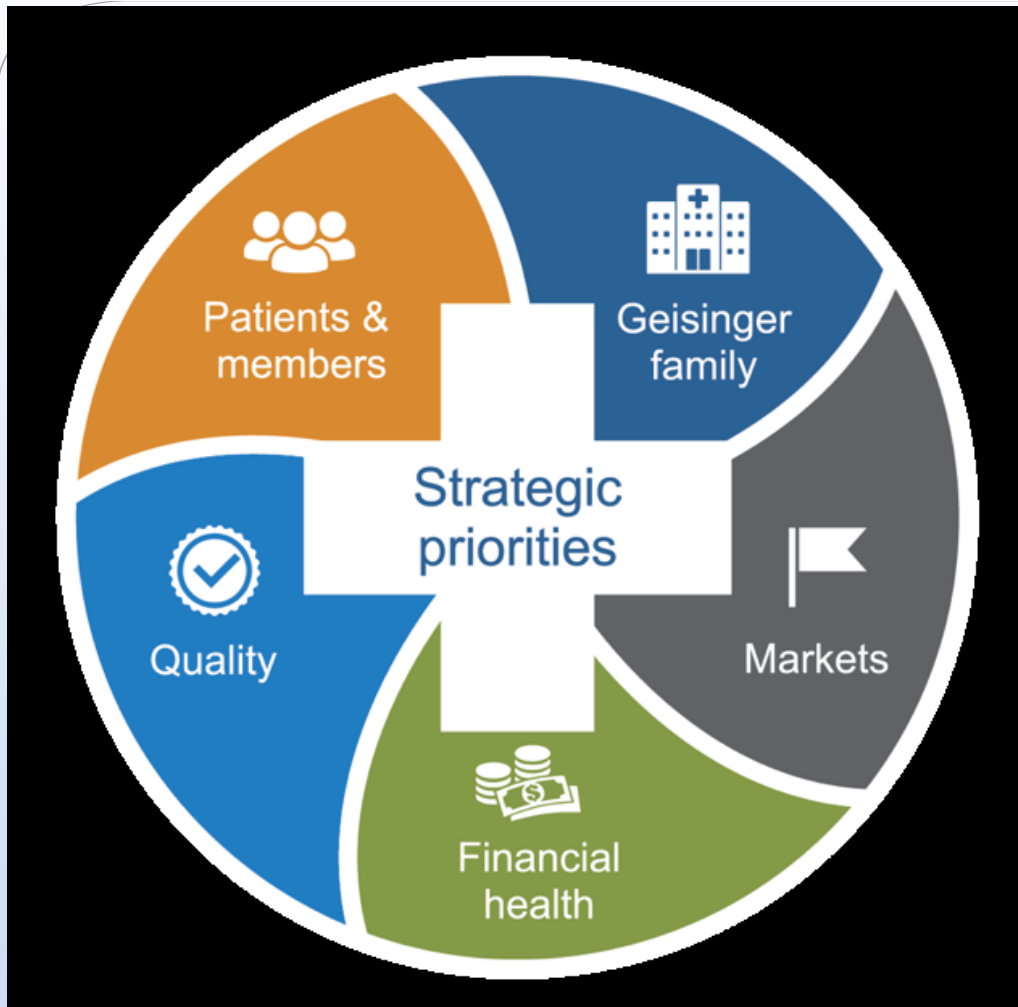 Patients &
members
Geisinger
family
Strategic
priorities
Quality
Markets
Financial
health